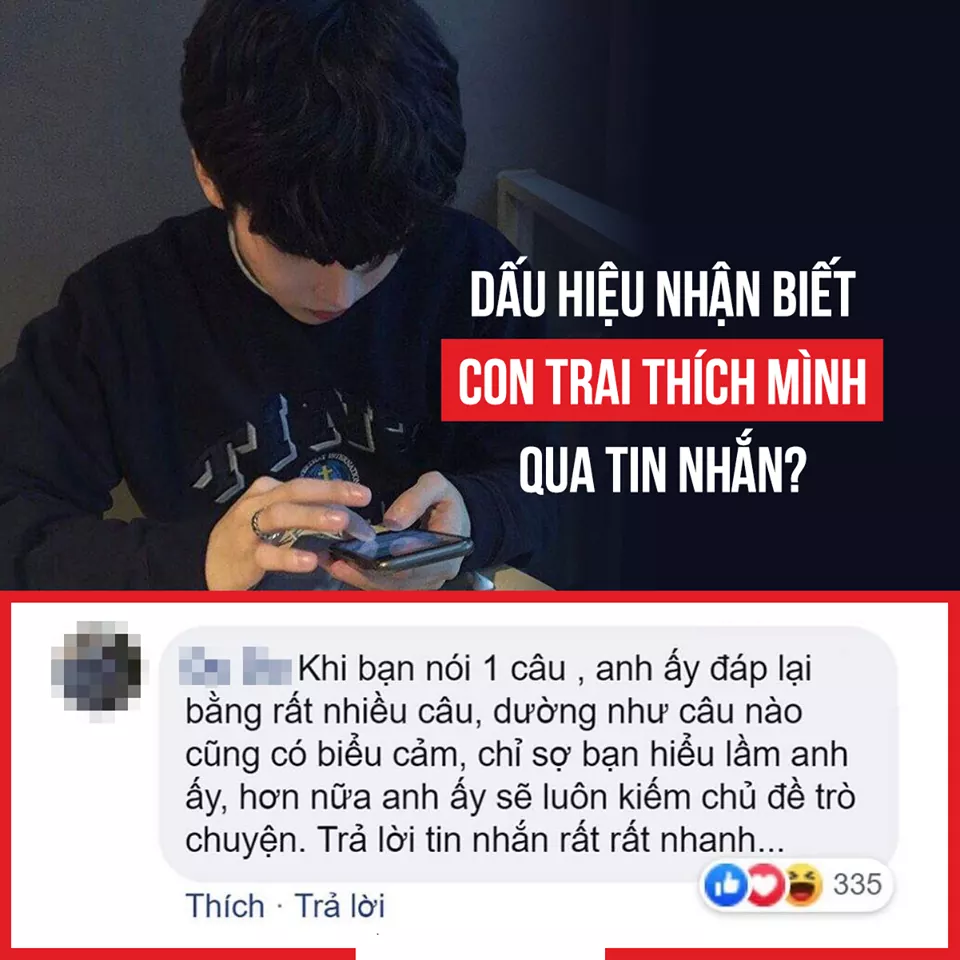 DẤU HIỆU NHẬN BIẾT
CON TRAI THÍCH MÌNH
QUA TIN NHẮN?
Khi bạn nói 1 câu , anh ấy đáp lại
bằng rất nhiều câu, dường như câu nào
cũng có biểu cảm, chỉ sợ bạn hiểu lầm anh
ấy, hơn nữa anh ấy sẽ luôn kiếm chủ đề trò
chuyện. Trả lời tin nhắn rất rất nhanh...
335
Thích · Trả lời